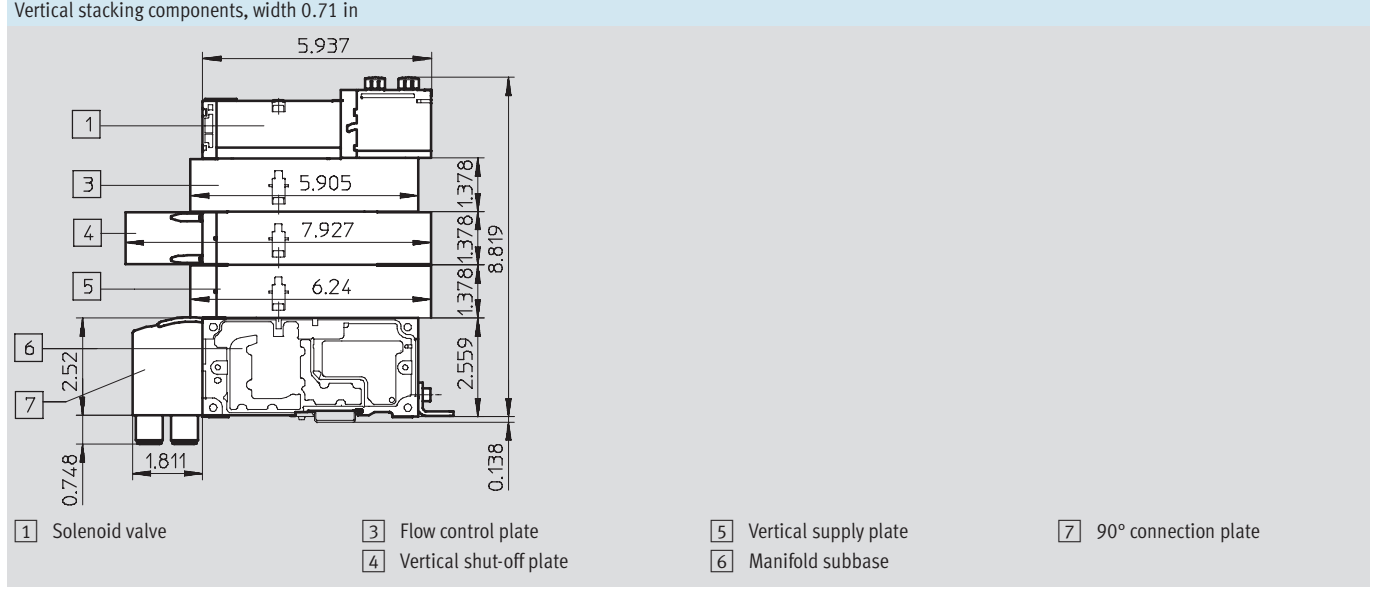 Vertical stacking components, width 0.71 in
5.937
1
3
5.905
1.378
4
7.927
1.378
8.819
5
6.24
1.378
6
2.52
2.559
7
0.748
1.811
0.138
1 Solenoid valve
3 Flow control plate
5 Vertical supply plate
7 90° connection plate
4 Vertical shut-off plate
6 Manifold subbase